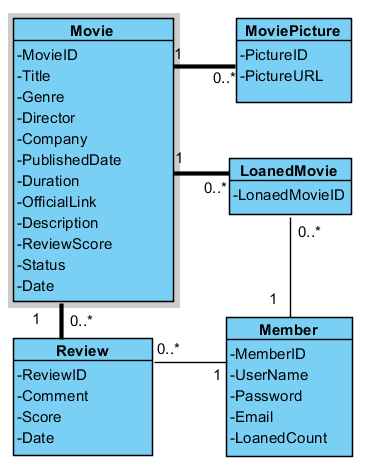 Movie
-MovieID
-Title
-Genre
-Director
-Company
-PublishedDate
-Duration
-OfficialLink
-Description
-ReviewScore
-Status
-Date
1
0..*
MoviePicture
-PictureID
-PictureURL
1
0..*
LoanedMovie
-LonaedMovieID
0..*
1
1
0..*
Review
-ReviewID
-Comment
-Score
-Date
0..*
1
Member
-MemberID
-UserName
-Password
-Email
-LoanedCount